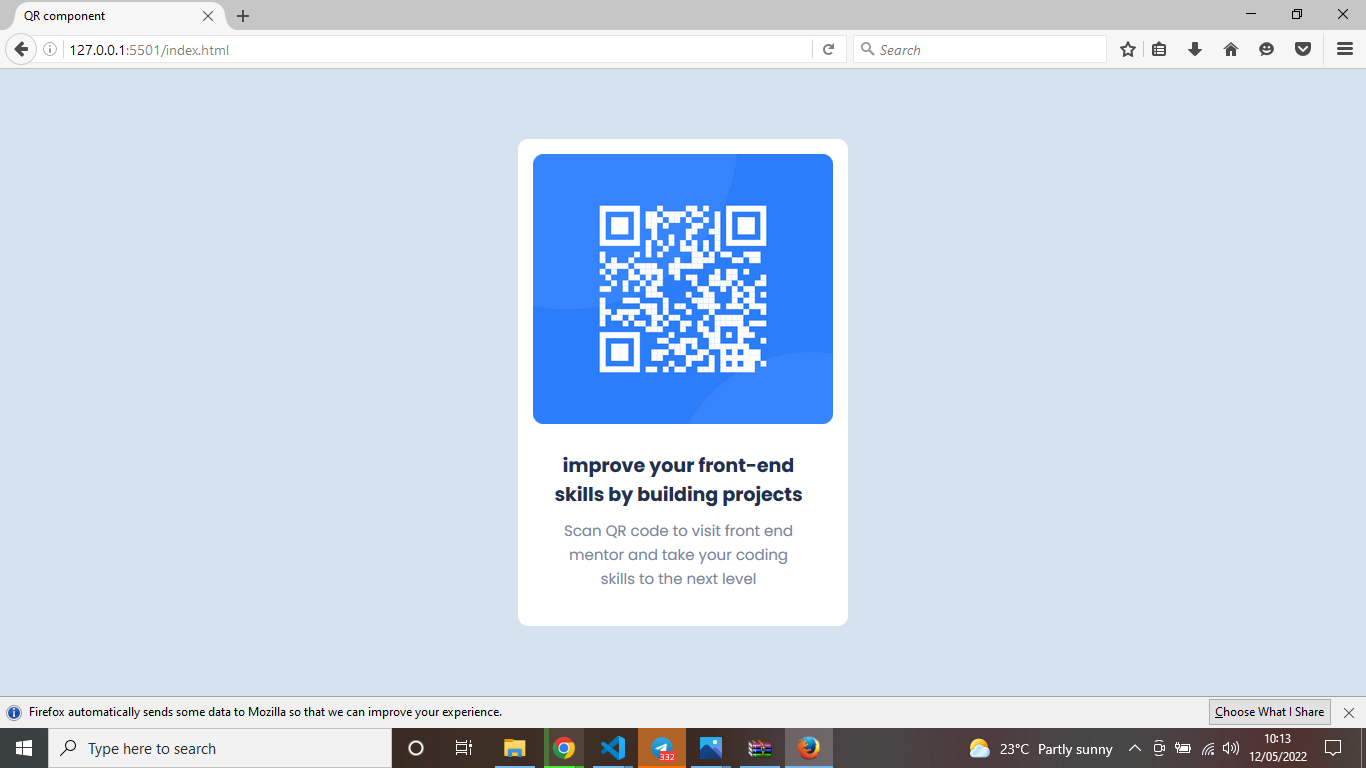 QR component
127.0.0.1:5501/index.html
Search
improve your front-end
skills by building projects
Scan QR code to visit front end
mentor and take your coding
skills to the next level
Firefox automatically sends some data to Mozilla so that we can improve your experience.
Choose What I Share
Type here to search
332
23°C Partly sunny
10:13
12/05/2022